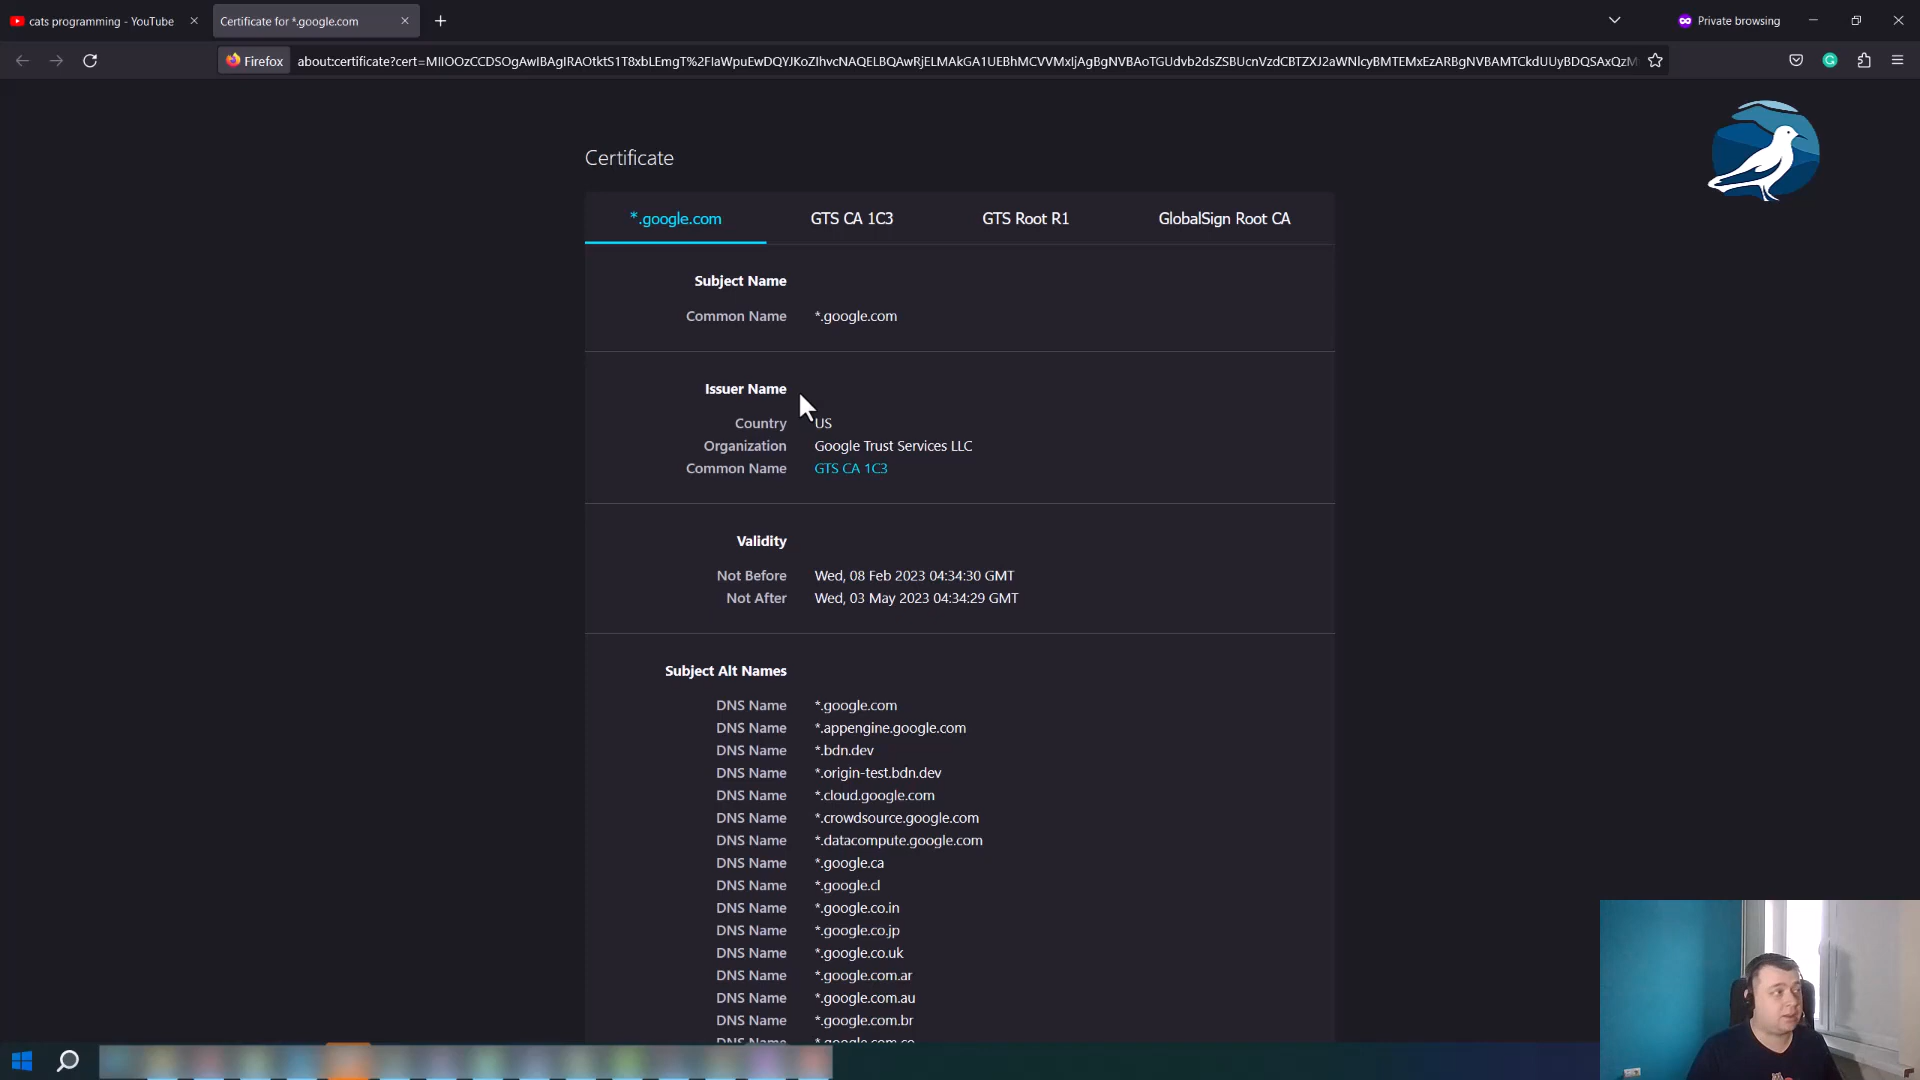 cats programming - YouTube
Certificate for *.google.com
Private browsing
Firefox
about:certificate?cert=
Certificate
*.google.com
GTS CA 1C3
GTS Root R1
GlobalSign Root CA
Subject Name
Common Name *.google.com
Issuer Name
Country US
Organization Google Trust Services LLC
Common Name GTS CA 1C3
Validity
Not Before Wed, 08 Feb 2023 04:34:30 GMT
Not After Wed, 03 May 2023 04:34:29 GMT
Subject Alt Names
DNS Name *.google.com
DNS Name *.appengine.google.com
DNS Name *.bdn.dev
DNS Name *.origin-test.bdn.dev
DNS Name *.cloud.google.com
DNS Name *.crowdsource.google.com
DNS Name *.datacompute.google.com
DNS Name *.google.ca
DNS Name *.google.cl
DNS Name *.google.co.in
DNS Name *.google.co.jp
DNS Name *.google.co.uk
DNS Name *.google.com.ar
DNS Name *.google.com.au
DNS Name *.google.com.br